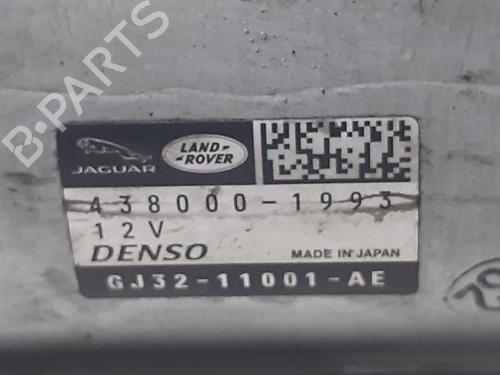 B-PARTS
JAGUAR
LAND-
-ROVER
438000-1993
12V
DENSO
MADE IN JAPAN
GJ32-11001-AE